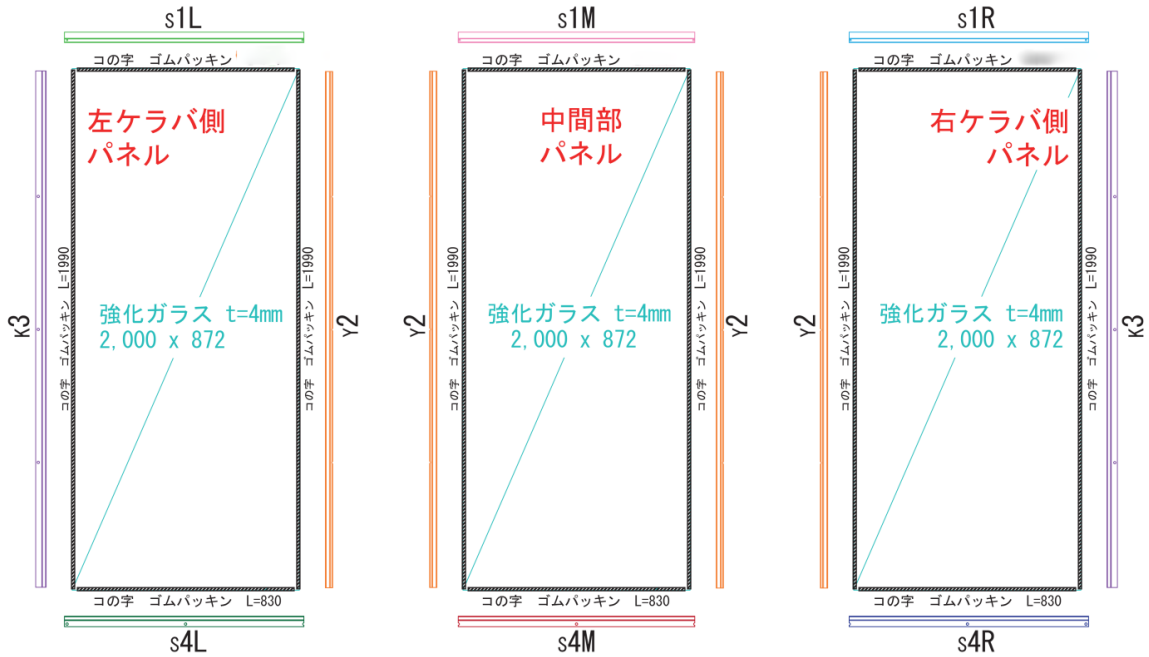 s1L
s1M
s1R
コの字 ゴムパッキン
コの字 ゴムパッキン
コの字 ゴムパッキン
左ケラバ側
パネル
中間部
パネル
右ケラバ側
パネル
K3
コの字 ゴムパッキン L=1990
強化ガラス t=4mm
2,000 x 872
コの字 ゴムパッキン L=1990
Y2
Y2
コの字 ゴムパッキン L=1990
強化ガラス t=4mm
2,000 x 872
コの字 ゴムパッキン L=1990
Y2
Y2
コの字 ゴムパッキン L=1990
強化ガラス t=4mm
2,000 x 872
コの字 ゴムパッキン L=1990
K3
コの字 ゴムパッキン L=830
コの字 ゴムパッキン L=830
コの字 ゴムパッキン L=830
s4L
s4M
s4R